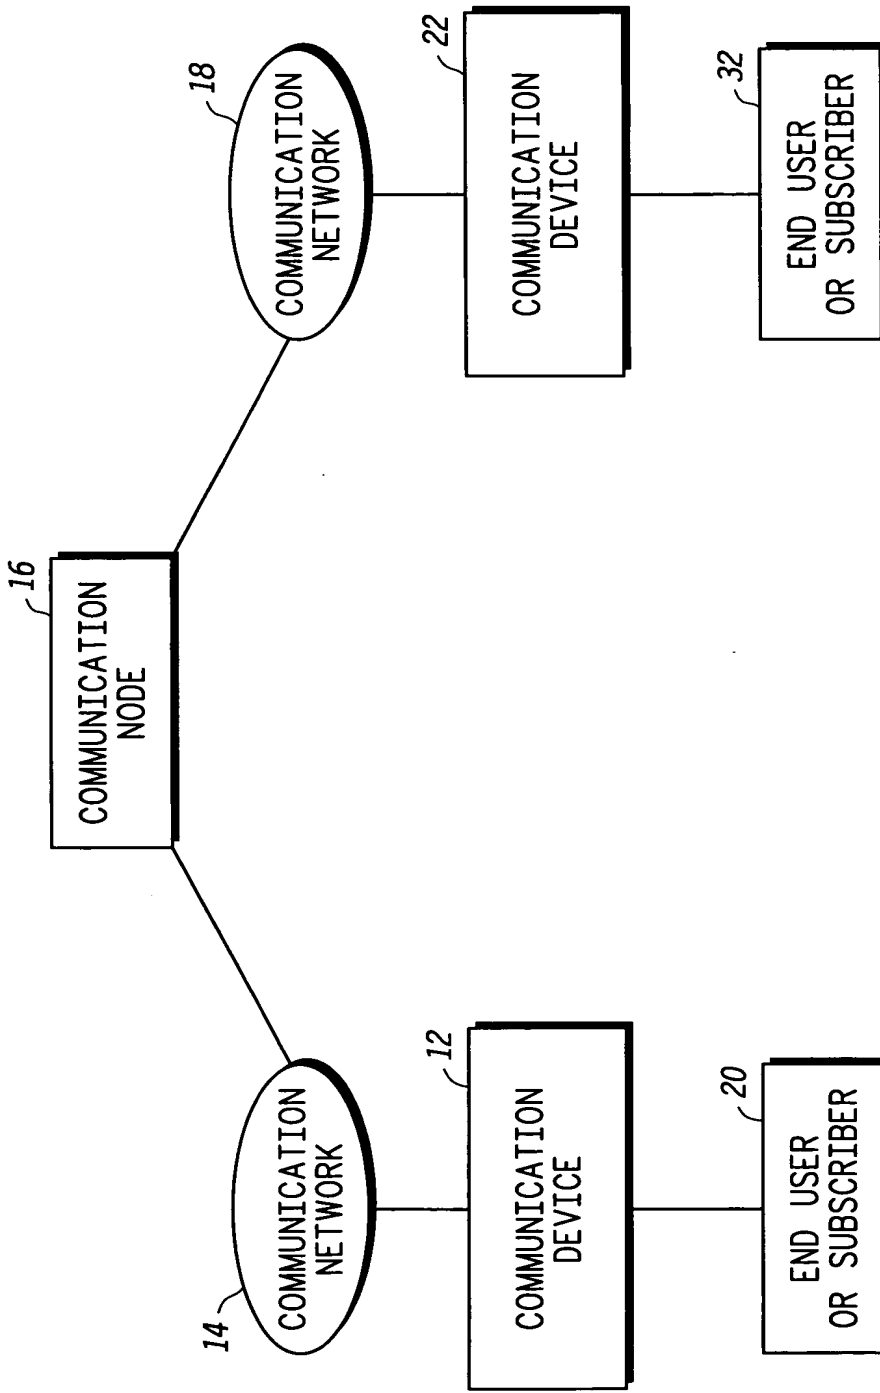 16
COMMUNICATION
NODE
14
COMMUNICATION
NETWORK
18
COMMUNICATION
NETWORK
12
COMMUNICATION
DEVICE
22
COMMUNICATION
DEVICE
20
END USER
OR SUBSCRIBER
32
END USER
OR SUBSCRIBER